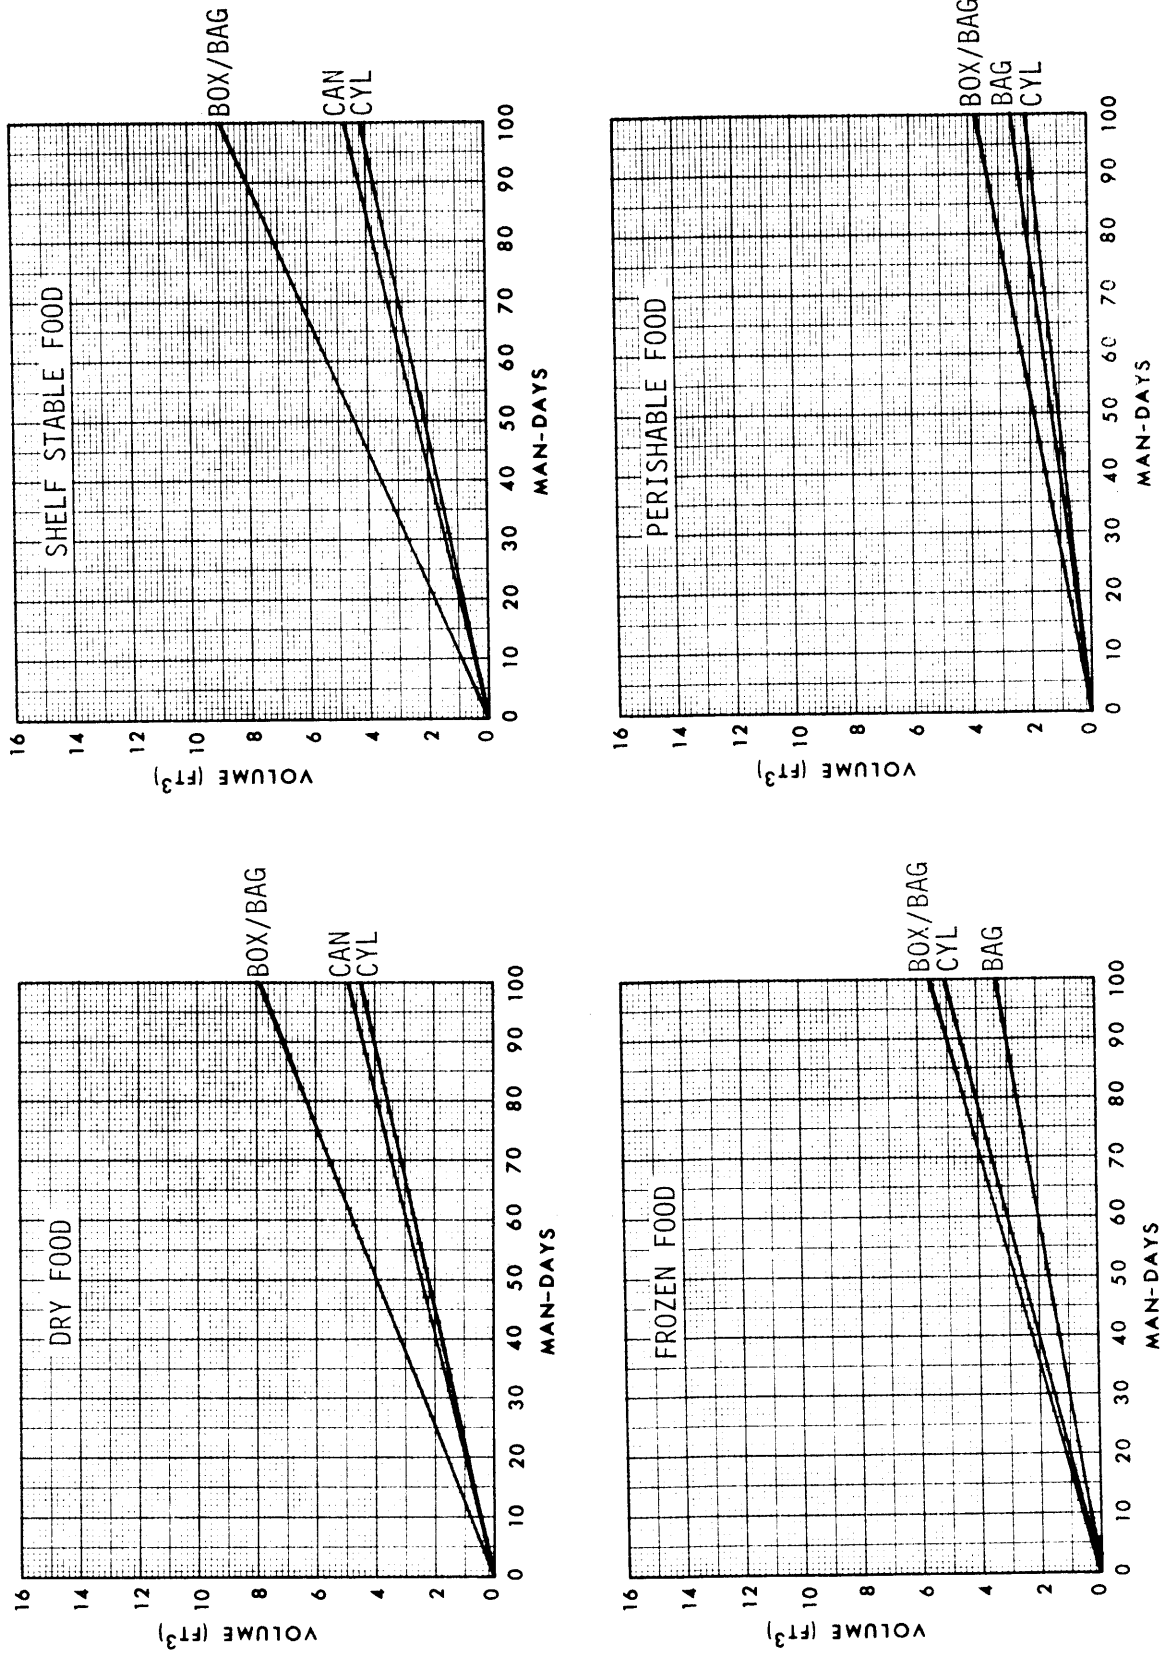 SHELF STABLE FOOD
VOLUME (FT3)
16
14
12
10
8
6
4
2
0
0 10 20 30 40 50 60 70 80 90 100
MAN-DAYS
BOX/BAG
CAN
CYL
PERISHABLE FOOD
VOLUME (FT3)
16
14
12
10
8
6
4
2
0
0 10 20 30 40 50 60 70 80 90 100
MAN-DAYS
BOX/BAG
BAG
CYL
DRY FOOD
VOLUME (FT3)
16
14
12
10
8
6
4
2
0
0 10 20 30 40 50 60 70 80 90 100
MAN-DAYS
BOX/BAG
CAN
CYL
FROZEN FOOD
VOLUME (FT3)
16
14
12
10
8
6
4
2
0
0 10 20 30 40 50 60 70 80 90 100
MAN-DAYS
BOX/BAG
CYL
BAG